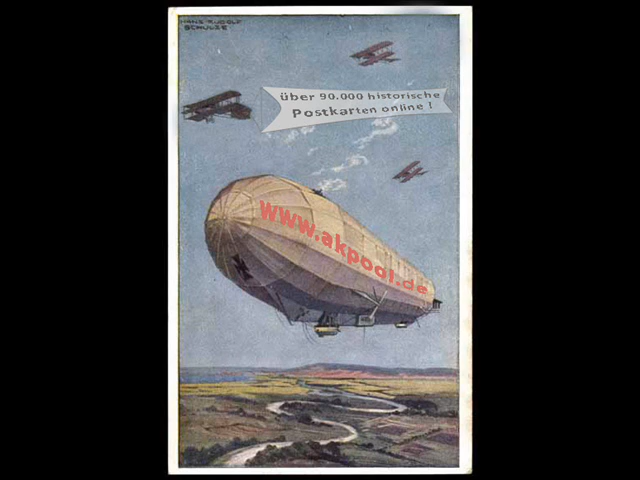 HANS RUDOLF
SCHULZE
über 90.000 historische
Postkarten online !
www.akpool.de